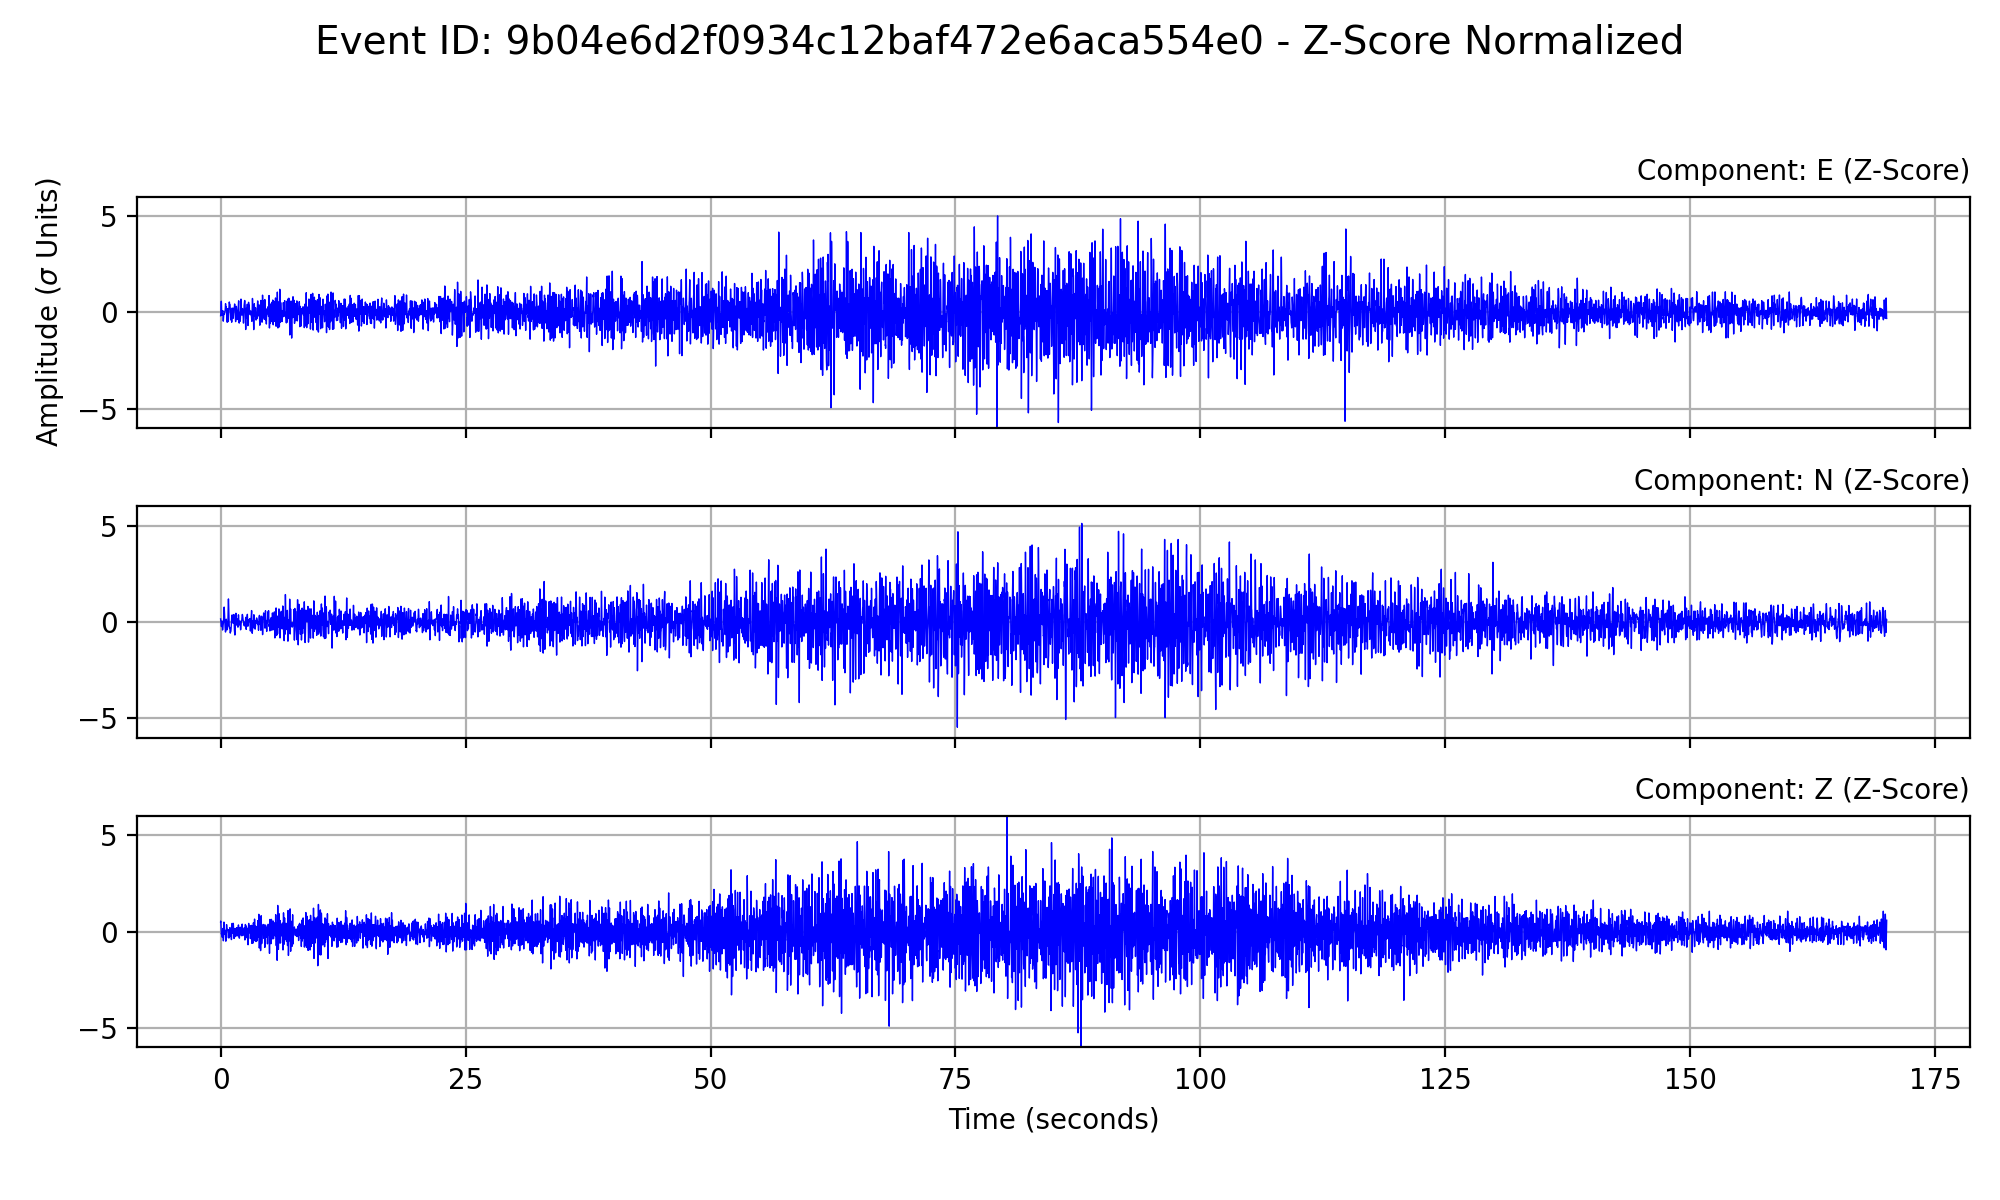 Event ID: 9b04e6d2f0934c12baf472e6aca554e0 - Z-Score Normalized
Component: E (Z-Score)
Amplitude (σ Units)
5
0
−5
Component: N (Z-Score)
5
0
−5
Component: Z (Z-Score)
5
0
−5
0 25 50 75 100 125 150 175
Time (seconds)